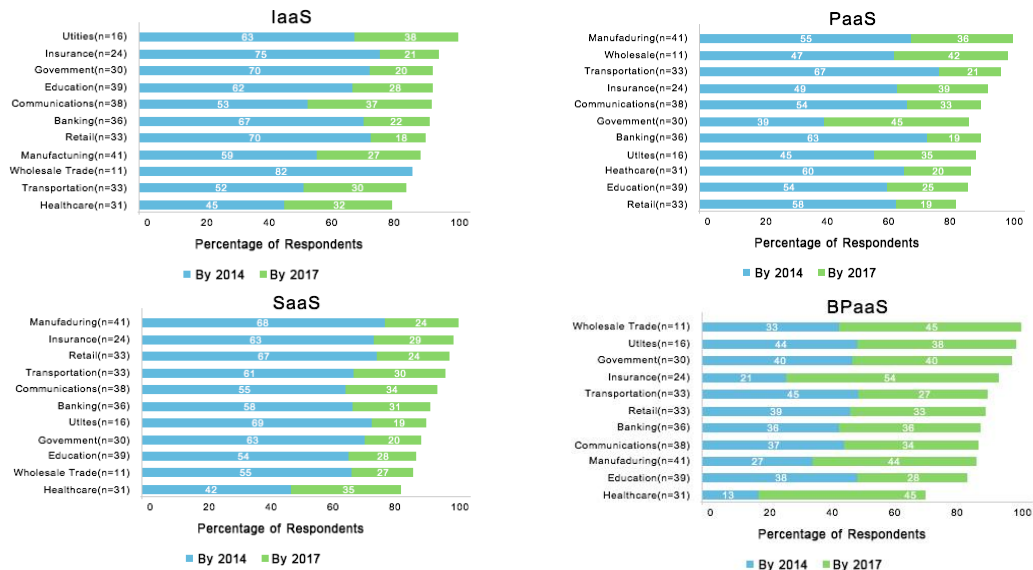 IaaS
Utities(n=16) 63 38
Insurance(n=24) 75 21
Government(n=30) 70 20
Education(n=39) 62 28
Communications(n=38) 53 37
Banking(n=36) 67 22
Retail(n=33) 70 18
Manufactuning(n=41) 59 27
Wholesale Trade(n=11) 82
Transportation(n=33) 52 30
Healthcare(n=31) 45 32
0 20 40 60 80 100
Percentage of Respondents
By 2014 By 2017
PaaS
Manufaduring(n=41) 55 36
Wholesale(n=11) 47 42
Transportation(n=33) 67 21
Insurance(n=24) 49 39
Communications(n=38) 54 33
Government(n=30) 39 45
Banking(n=36) 63 19
Utltes(n=16) 45 35
Heathcare(n=31) 60 20
Education(n=39) 54 25
Retail(n=33) 58 19
0 20 40 60 80 100
Percentage of Respondents
By 2014 By 2017
SaaS
Manufaduring(n=41) 68 24
Insurance(n=24) 63 29
Retail(n=33) 67 24
Transportation(n=33) 61 30
Communications(n=38) 55 34
Banking(n=36) 58 31
Utltes(n=16) 69 19
Government(n=30) 63 20
Education(n=39) 54 28
Wholesale Trade(n=11) 55 27
Healthcare(n=31) 42 35
0 20 40 60 80 100
Percentage of Respondents
By 2014 By 2017
BPaaS
Wholesale Trade(n=11) 33 45
Utltes(n=16) 44 38
Government(n=30) 40 40
Insurance(n=24) 21 54
Transportation(n=33) 45 27
Retail(n=33) 39 33
Banking(n=36) 36 36
Communications(n=38) 37 34
Manufaduring(n=41) 27 44
Education(n=39) 38 28
Healthcare(n=31) 13 45
0 20 40 60 80 100
Percentage of Respondents
By 2014 By 2017